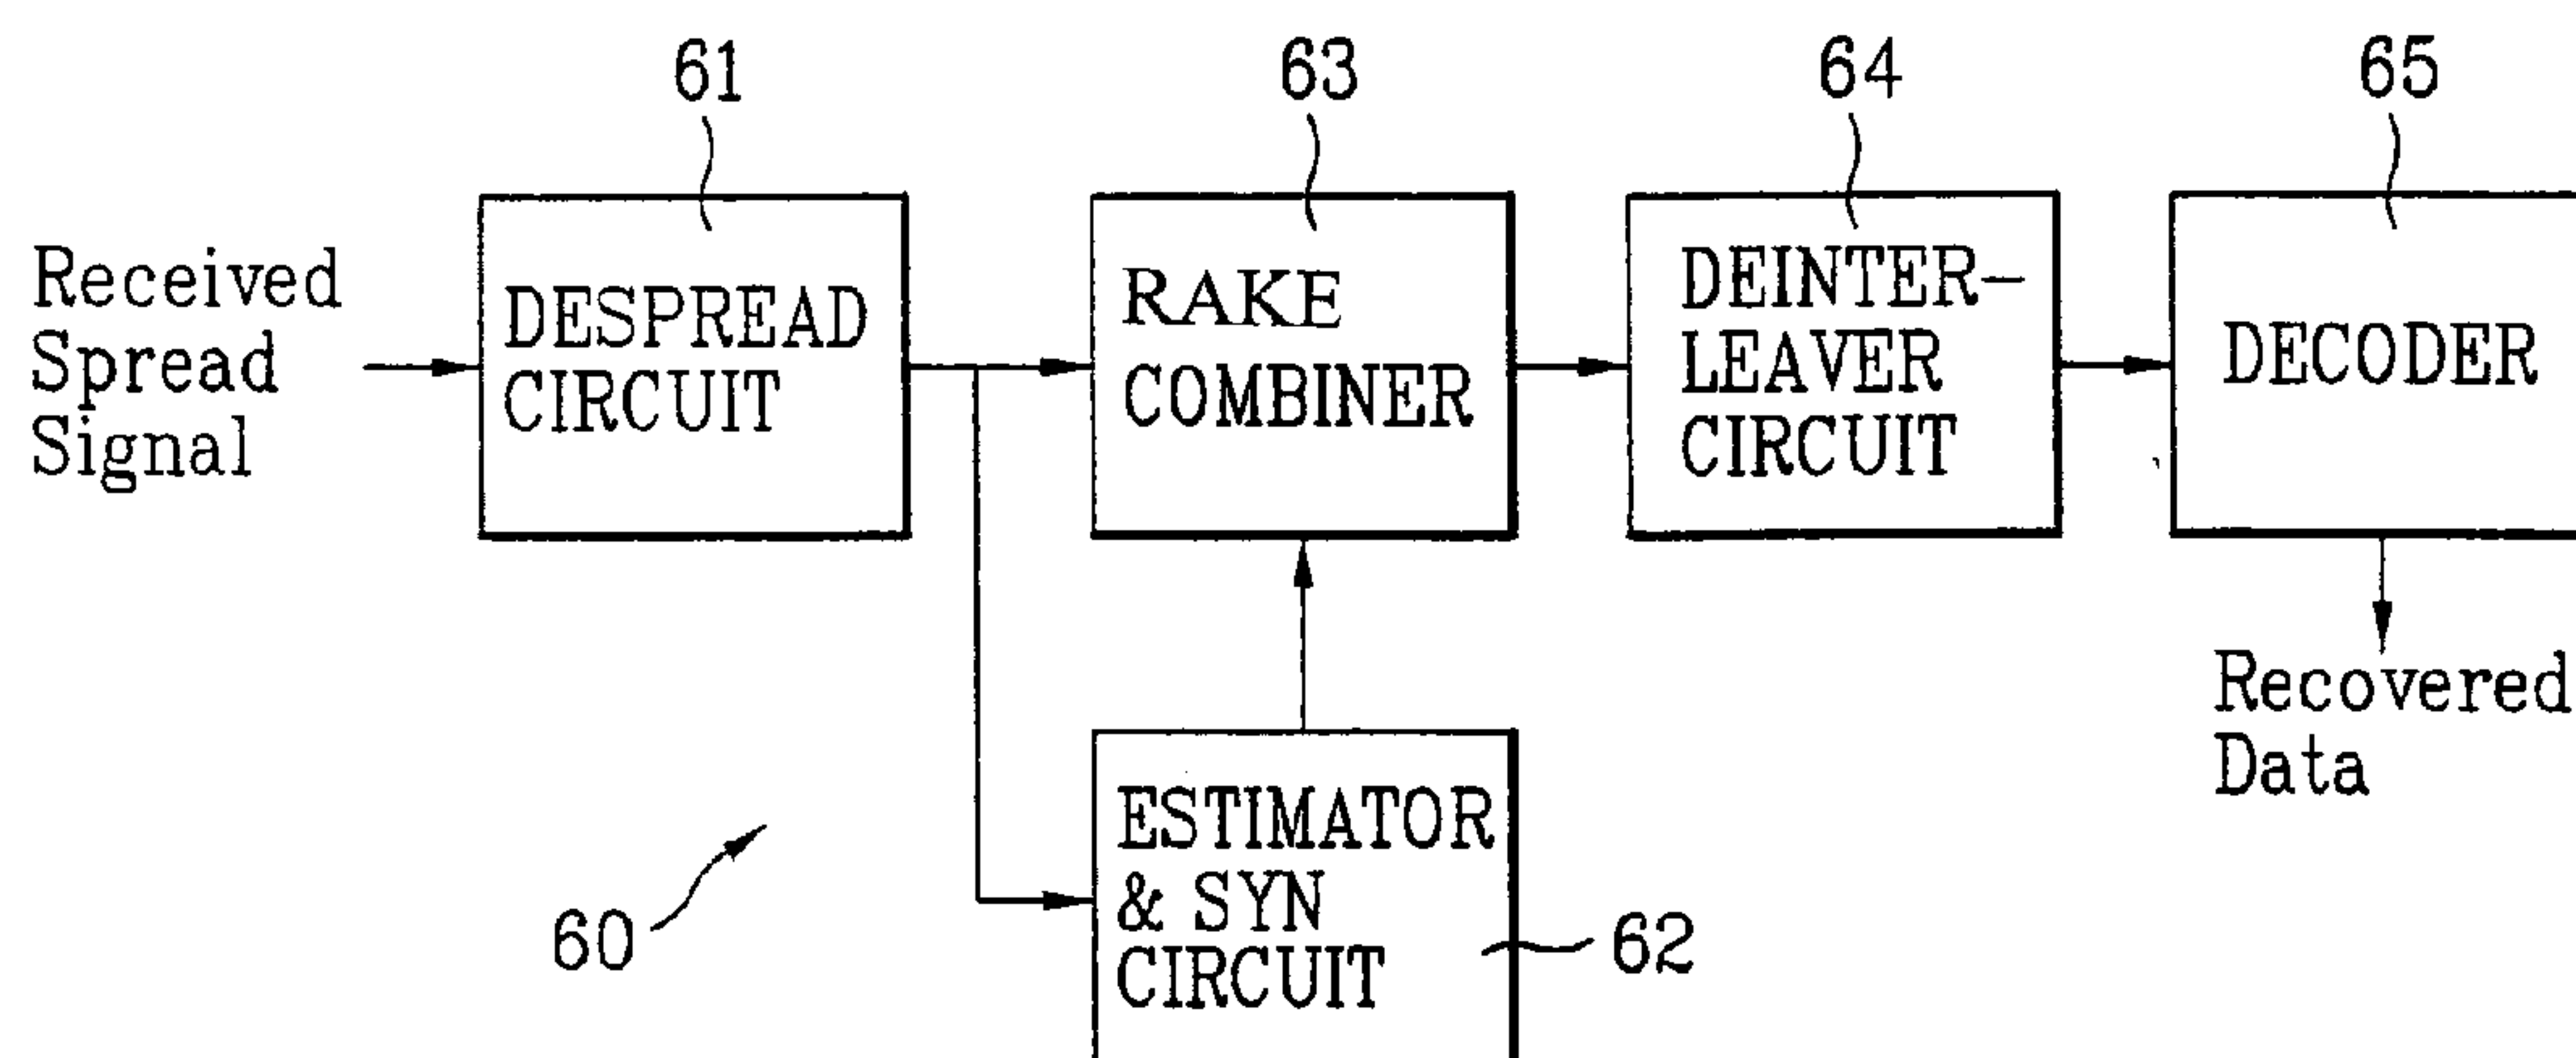 61
63
64
65
Received
Spread
Signal
DESPREAD
CIRCUIT
RAKE
COMBINER
DEINTER-
LEAVER
CIRCUIT
DECODER
Recovered
Data
ESTIMATOR
& SYN
CIRCUIT
60
62